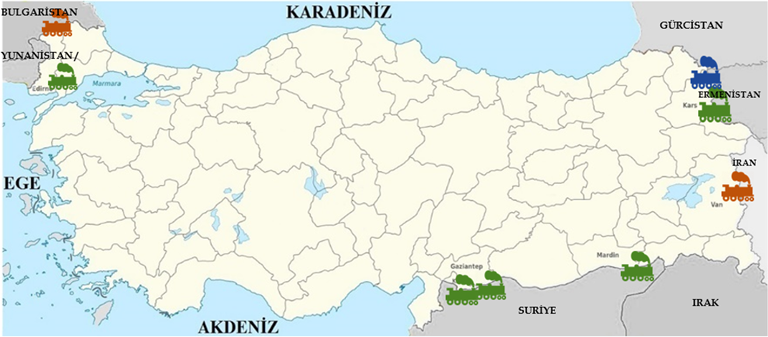 BULGARİSTAN
KARADENİZ
GÜRCİSTAN
YUNANİSTAN /
Edirne
Marmara
ERMENİSTAN
Kars
İRAN
EGE
Van
Mardin
Gaziantep
SURİYE
IRAK
AKDENİZ